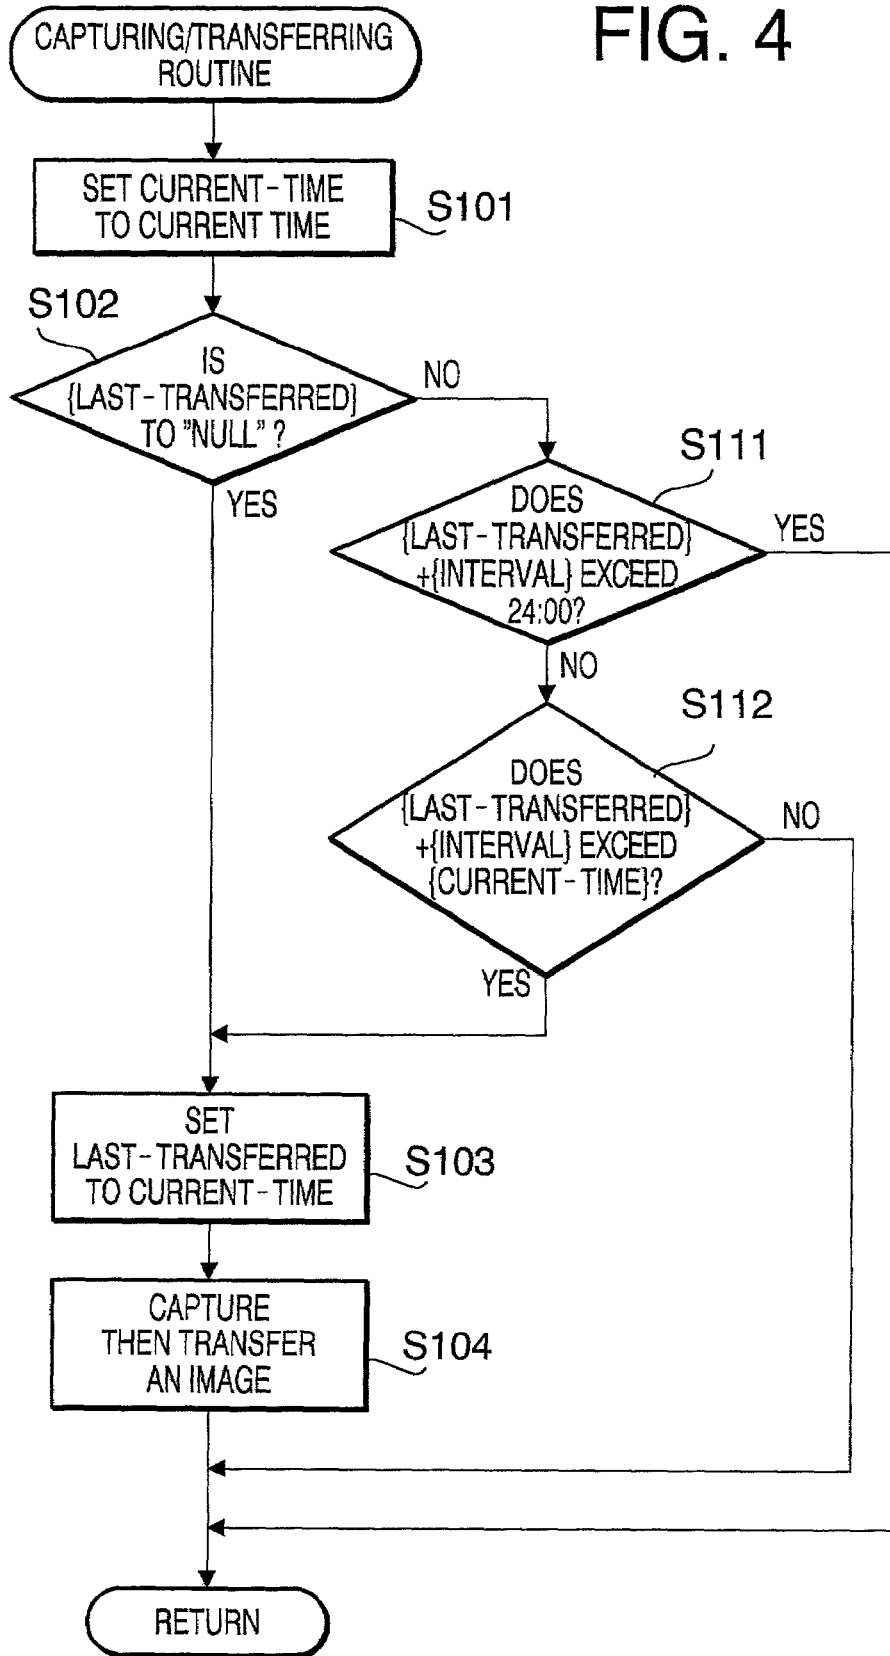 FIG. 4
CAPTURING/TRANSFERRING
ROUTINE
SET CURRENT-TIME
TO CURRENT TIME
S101
S102
IS
{LAST-TRANSFERRED}
TO "NULL" ?
NO
YES
S111
DOES
{LAST-TRANSFERRED}
+{INTERVAL} EXCEED
24:00?
YES
NO
S112
DOES
{LAST-TRANSFERRED}
+{INTERVAL} EXCEED
{CURRENT-TIME}?
NO
YES
SET
LAST-TRANSFERRED
TO CURRENT-TIME
S103
CAPTURE
THEN TRANSFER
AN IMAGE
S104
RETURN